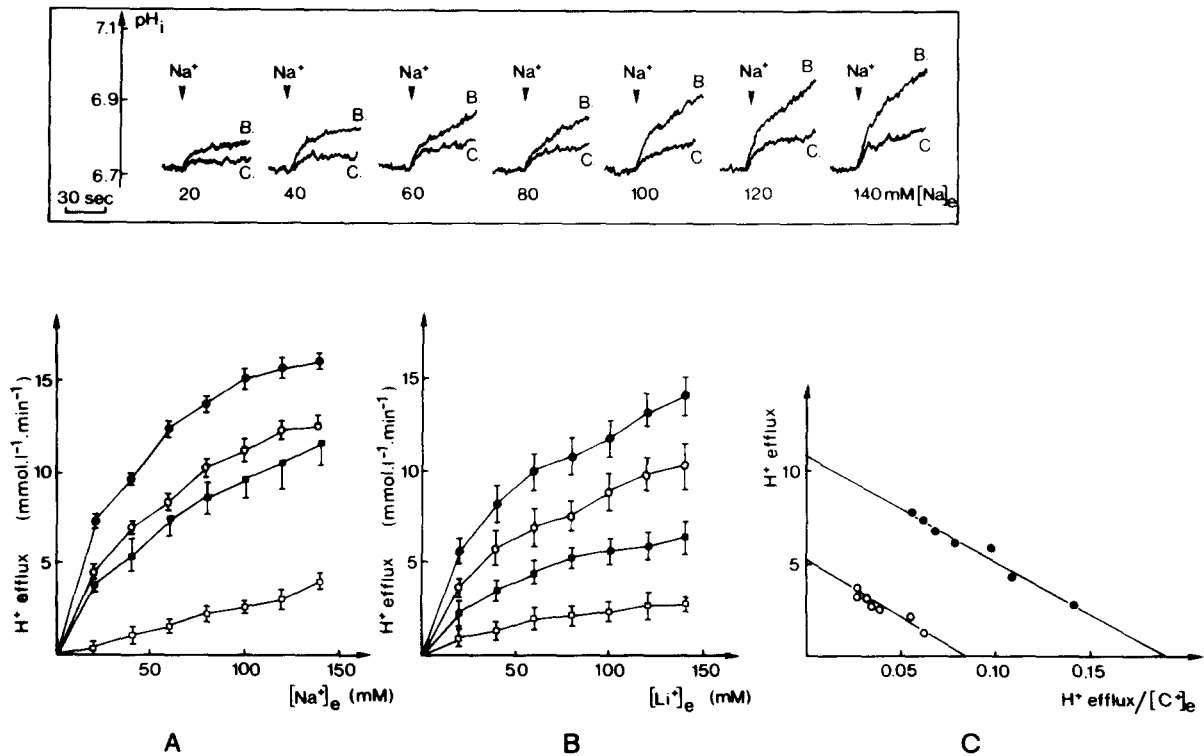 7.1
pHi
6.9
6.7
Na⁺ Na⁺ Na⁺ Na⁺ Na⁺ Na⁺ Na⁺
B. B. B. B. B. B. B.
C. C. C. C. C. C. C.
30 sec
20 40 60 80 100 120 140 mM [Na]e
H⁺ efflux (mmol.l⁻¹.min⁻¹)
15
10
5
50 100 150
[Na⁺]e (mM)
A
H⁺ efflux (mmol.l⁻¹.min⁻¹)
15
10
5
50 100 150
[Li⁺]e (mM)
B
H⁺ efflux
10
5
0.05 0.10 0.15
H⁺ efflux/[C⁺]e
C